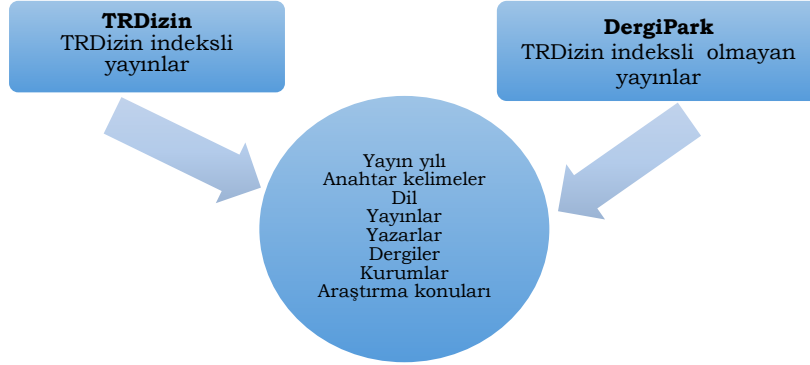 TRDizin
TRDizin indeksli
yayınlar
DergiPark
TRDizin indeksli  olmayan
yayınlar
Yayın yılı
Anahtar kelimeler
Dil
Yayınlar
Yazarlar
Dergiler
Kurumlar
Araştırma konuları